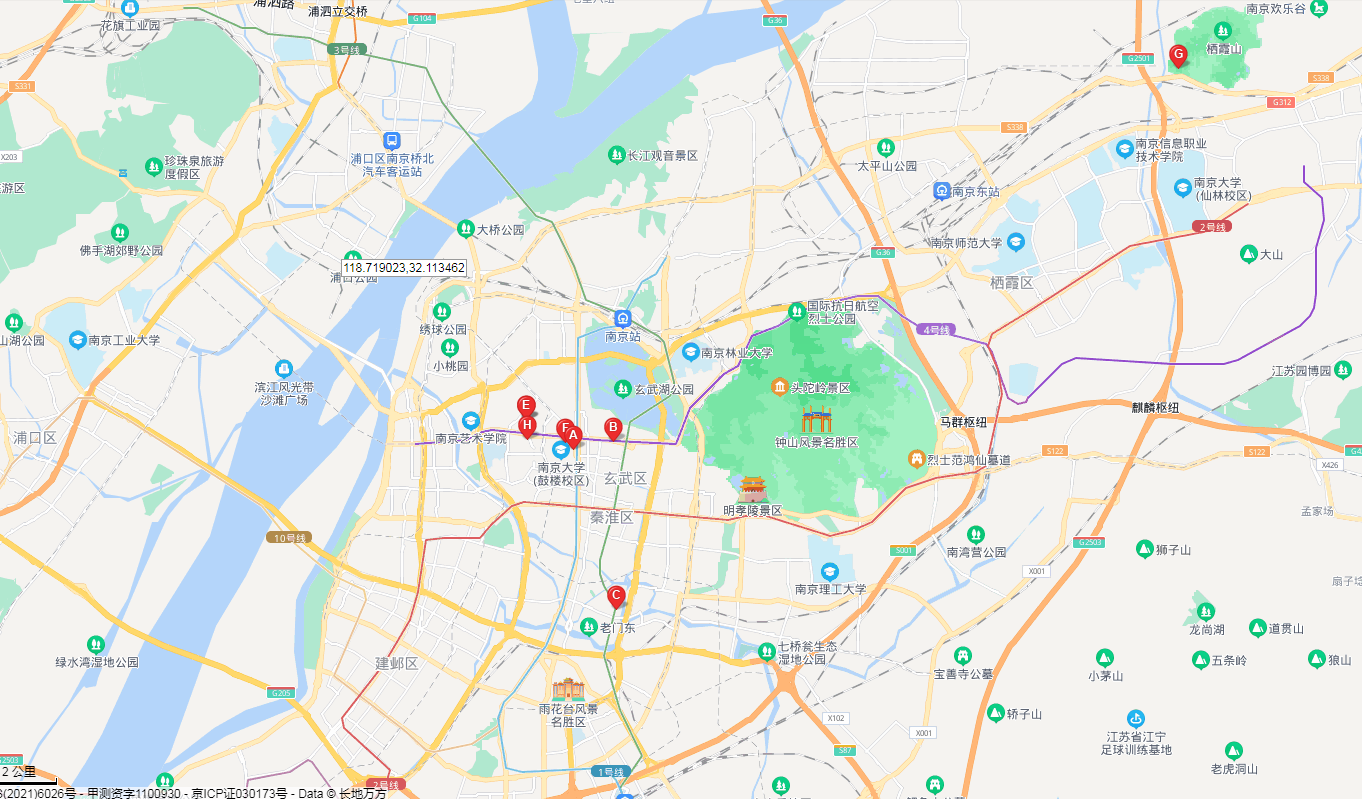 浦泗路
浦泗立交桥
花旗工业园
G104
G36
南京欢乐谷
3号线
栖霞山
G
G2501
S331
S338
G312
S338
X203
珍珠泉旅游
度假区
浦口区南京桥北
汽车客运站
长江观音景区
太平山公园
南京信息职业
技术学院
游区
南京东站
南京大学
(仙林校区)
2号线
佛手湖郊野公园
大桥公园
南京师范大学
G36
大山
118.719023,32.113462
浦口公园
栖霞区
国际抗日航空
烈士公园
绣球公园
南京站
4号线
山湖公园
南京工业大学
小桃园
南京林业大学
滨江风光带
沙滩广场
玄武湖公园
头陀岭景区
江苏园博园
E
H
F
A
B
麒麟枢纽
马群枢纽
浦口区
南京艺术学院
钟山风景名胜区
南京大学
(鼓楼校区)
玄武区
烈士范鸿仙墓道
S122
S122
X426
秦淮区
明孝陵景区
孟家场
10号线
S001
G2503
南湾营公园
狮子山
X001
南京理工大学
C
老门东
龙尚湖
道贯山
绿水湾湿地公园
建邺区
七桥瓮生态
湿地公园
宝善寺公墓
小茅山
五条岭
狼山
G205
雨花台风景
名胜区
X102
轿子山
X001
江苏省江宁
足球训练基地
S87
老虎洞山
G2503
2 公里
1号线
2号线
S(2021)6026号 - 甲测资字1100930 - 京ICP证030173号 - Data © 长地万方